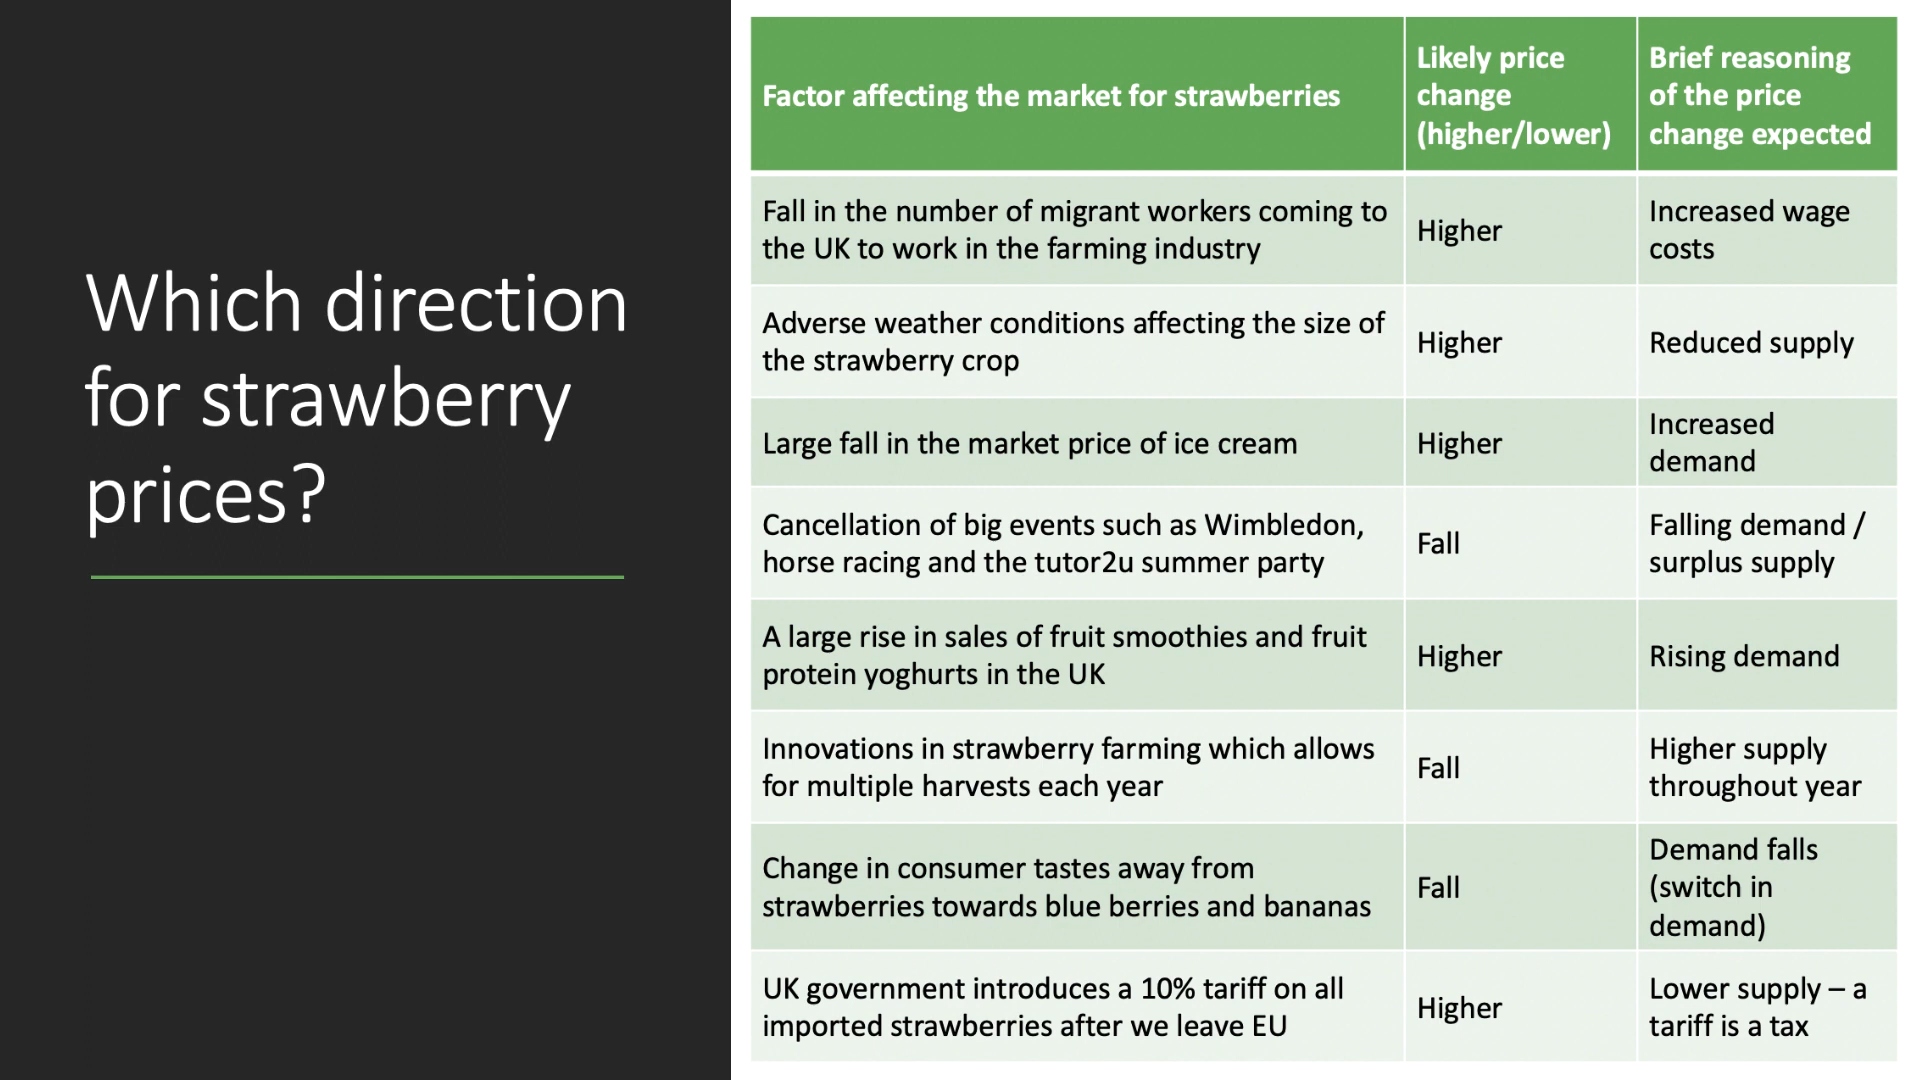 Which direction
for strawberry
prices?
Factor affecting the market for strawberries
Likely price
change
(higher/lower)
Brief reasoning
of the price
change expected
Fall in the number of migrant workers coming to
the UK to work in the farming industry
Higher
Increased wage
costs
Adverse weather conditions affecting the size of
the strawberry crop
Higher
Reduced supply
Large fall in the market price of ice cream
Higher
Increased
demand
Cancellation of big events such as Wimbledon,
horse racing and the tutor2u summer party
Fall
Falling demand /
surplus supply
A large rise in sales of fruit smoothies and fruit
protein yoghurts in the UK
Higher
Rising demand
Innovations in strawberry farming which allows
for multiple harvests each year
Fall
Higher supply
throughout year
Change in consumer tastes away from
strawberries towards blue berries and bananas
Fall
Demand falls
(switch in
demand)
UK government introduces a 10% tariff on all
imported strawberries after we leave EU
Higher
Lower supply – a
tariff is a tax